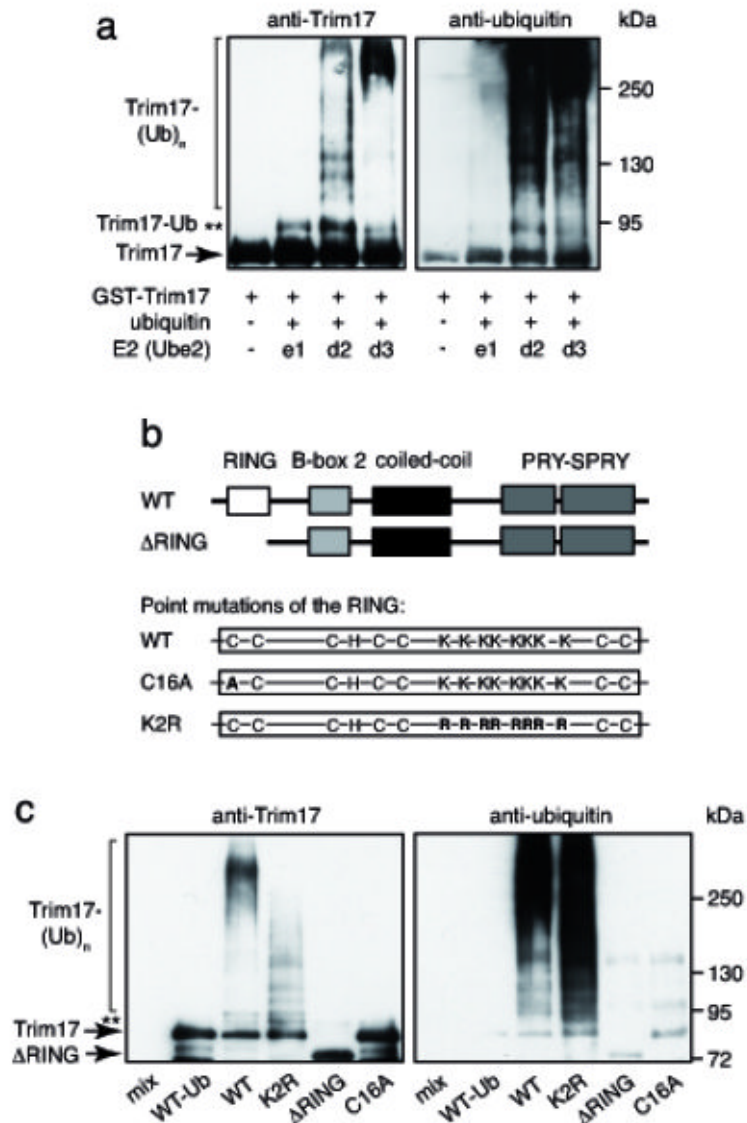 a
anti-Trim17 anti-ubiquitin kDa
Trim17-
(Ub)n
250
130
Trim17-Ub ** 95
Trim17
GST-Trim17 + + + + + + + +
ubiquitin - + + + - + + +
E2 (Ube2) - e1 d2 d3 - e1 d2 d3
b
RING B-box 2 coiled-coil PRY-SPRY
WT
ΔRING
Point mutations of the RING:
WT C-C C-H-C-C K-K-KK-KKK-K C-C
C16A A-C C-H-C-C K-K-KK-KKK-K C-C
K2R C-C C-H-C-C R-R-RR-RRR-R C-C
c
anti-Trim17 anti-ubiquitin kDa
Trim17-
(Ub)n
250
130
** 95
Trim17
ΔRING 72
mix WT-Ub WT K2R ΔRING C16A mix WT-Ub WT K2R ΔRING C16A